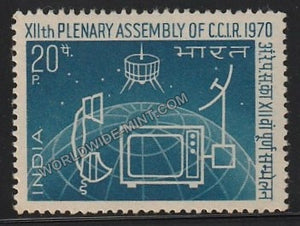 XIIth PLENARY ASSEMBLY OF C.C.I.R. 1970
20 पै.
P.
भारत
INDIA
WORLDWIDEMINT.COM